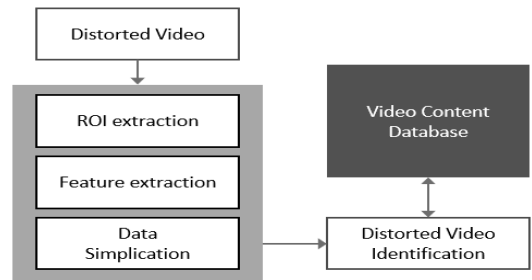 Distorted Video
ROI extraction
Feature extraction
Data
Simplication
Video Content
Database
Distorted Video
Identification